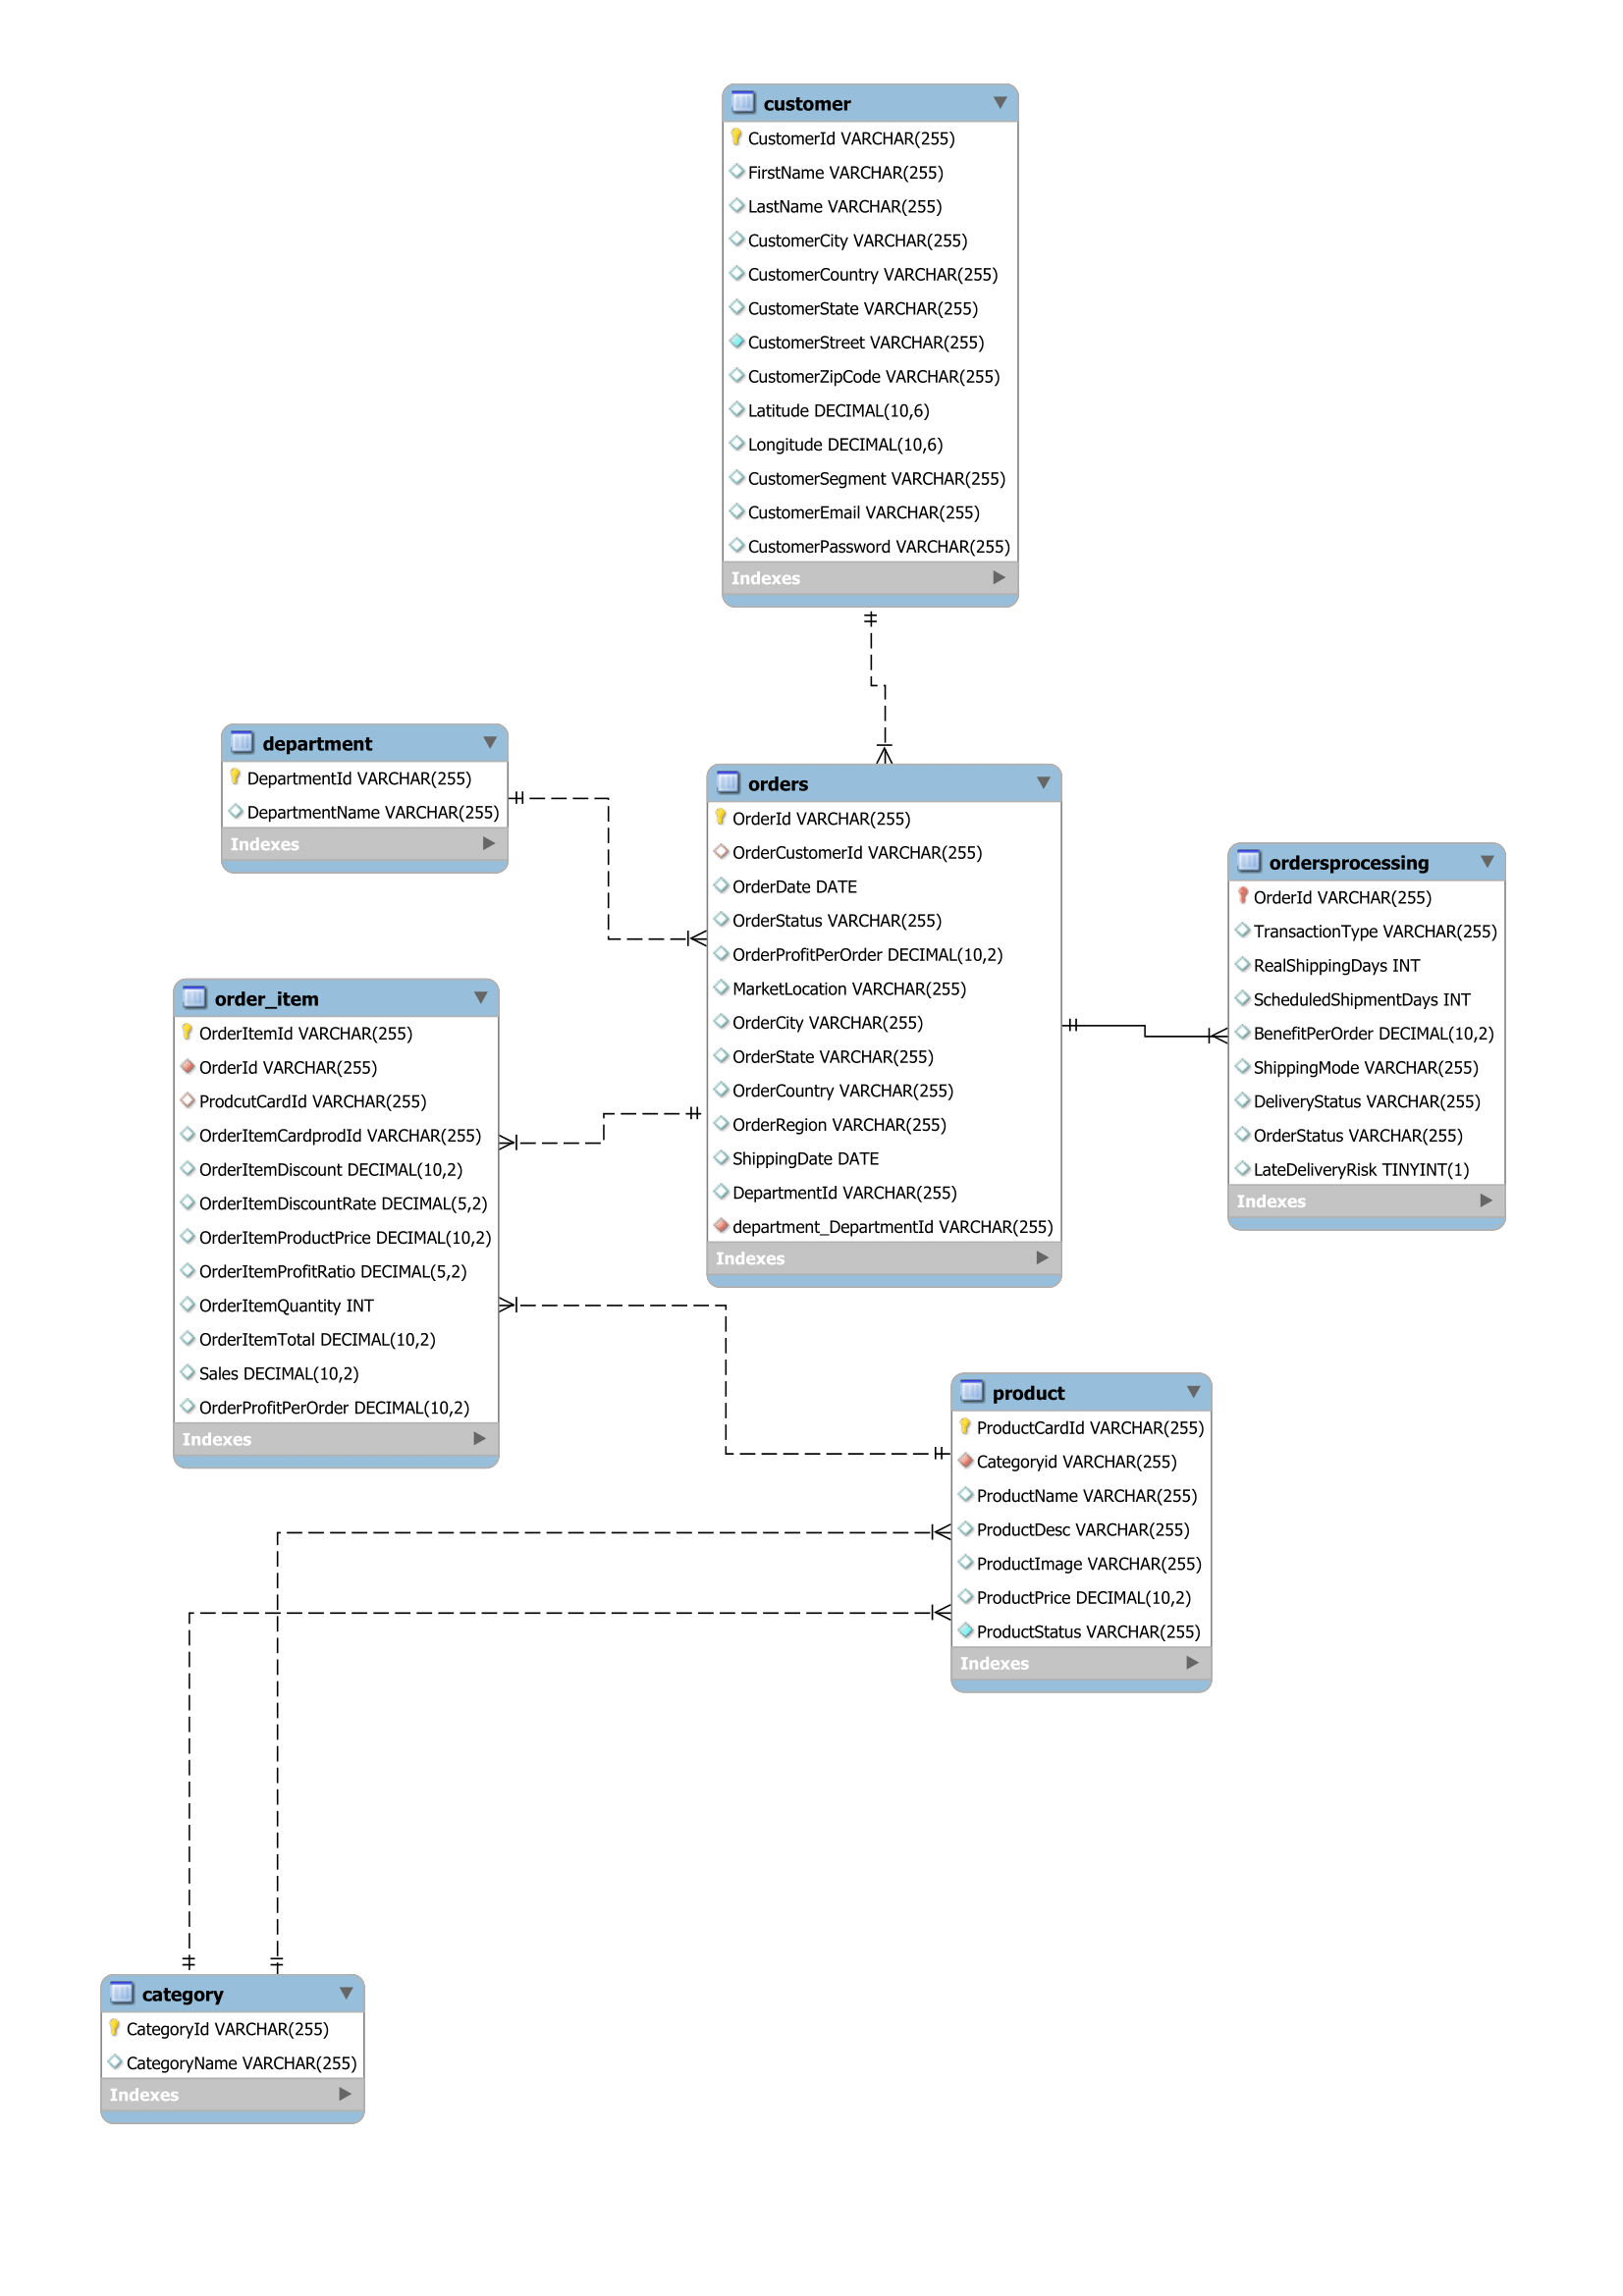 customer
CustomerId VARCHAR(255)
FirstName VARCHAR(255)
LastName VARCHAR(255)
CustomerCity VARCHAR(255)
CustomerCountry VARCHAR(255)
CustomerState VARCHAR(255)
CustomerStreet VARCHAR(255)
CustomerZipCode VARCHAR(255)
Latitude DECIMAL(10,6)
Longitude DECIMAL(10,6)
CustomerSegment VARCHAR(255)
CustomerEmail VARCHAR(255)
CustomerPassword VARCHAR(255)
Indexes
department
DepartmentId VARCHAR(255)
DepartmentName VARCHAR(255)
Indexes
orders
OrderId VARCHAR(255)
OrderCustomerId VARCHAR(255)
OrderDate DATE
OrderStatus VARCHAR(255)
OrderProfitPerOrder DECIMAL(10,2)
MarketLocation VARCHAR(255)
OrderCity VARCHAR(255)
OrderState VARCHAR(255)
OrderCountry VARCHAR(255)
OrderRegion VARCHAR(255)
ShippingDate DATE
DepartmentId VARCHAR(255)
department_DepartmentId VARCHAR(255)
Indexes
ordersprocessing
OrderId VARCHAR(255)
TransactionType VARCHAR(255)
RealShippingDays INT
ScheduledShipmentDays INT
BenefitPerOrder DECIMAL(10,2)
ShippingMode VARCHAR(255)
DeliveryStatus VARCHAR(255)
OrderStatus VARCHAR(255)
LateDeliveryRisk TINYINT(1)
Indexes
order_item
OrderItemId VARCHAR(255)
OrderId VARCHAR(255)
ProdcutCardId VARCHAR(255)
OrderItemCardprodId VARCHAR(255)
OrderItemDiscount DECIMAL(10,2)
OrderItemDiscountRate DECIMAL(5,2)
OrderItemProductPrice DECIMAL(10,2)
OrderItemProfitRatio DECIMAL(5,2)
OrderItemQuantity INT
OrderItemTotal DECIMAL(10,2)
Sales DECIMAL(10,2)
OrderProfitPerOrder DECIMAL(10,2)
Indexes
product
ProductCardId VARCHAR(255)
Categoryid VARCHAR(255)
ProductName VARCHAR(255)
ProductDesc VARCHAR(255)
ProductImage VARCHAR(255)
ProductPrice DECIMAL(10,2)
ProductStatus VARCHAR(255)
Indexes
category
CategoryId VARCHAR(255)
CategoryName VARCHAR(255)
Indexes